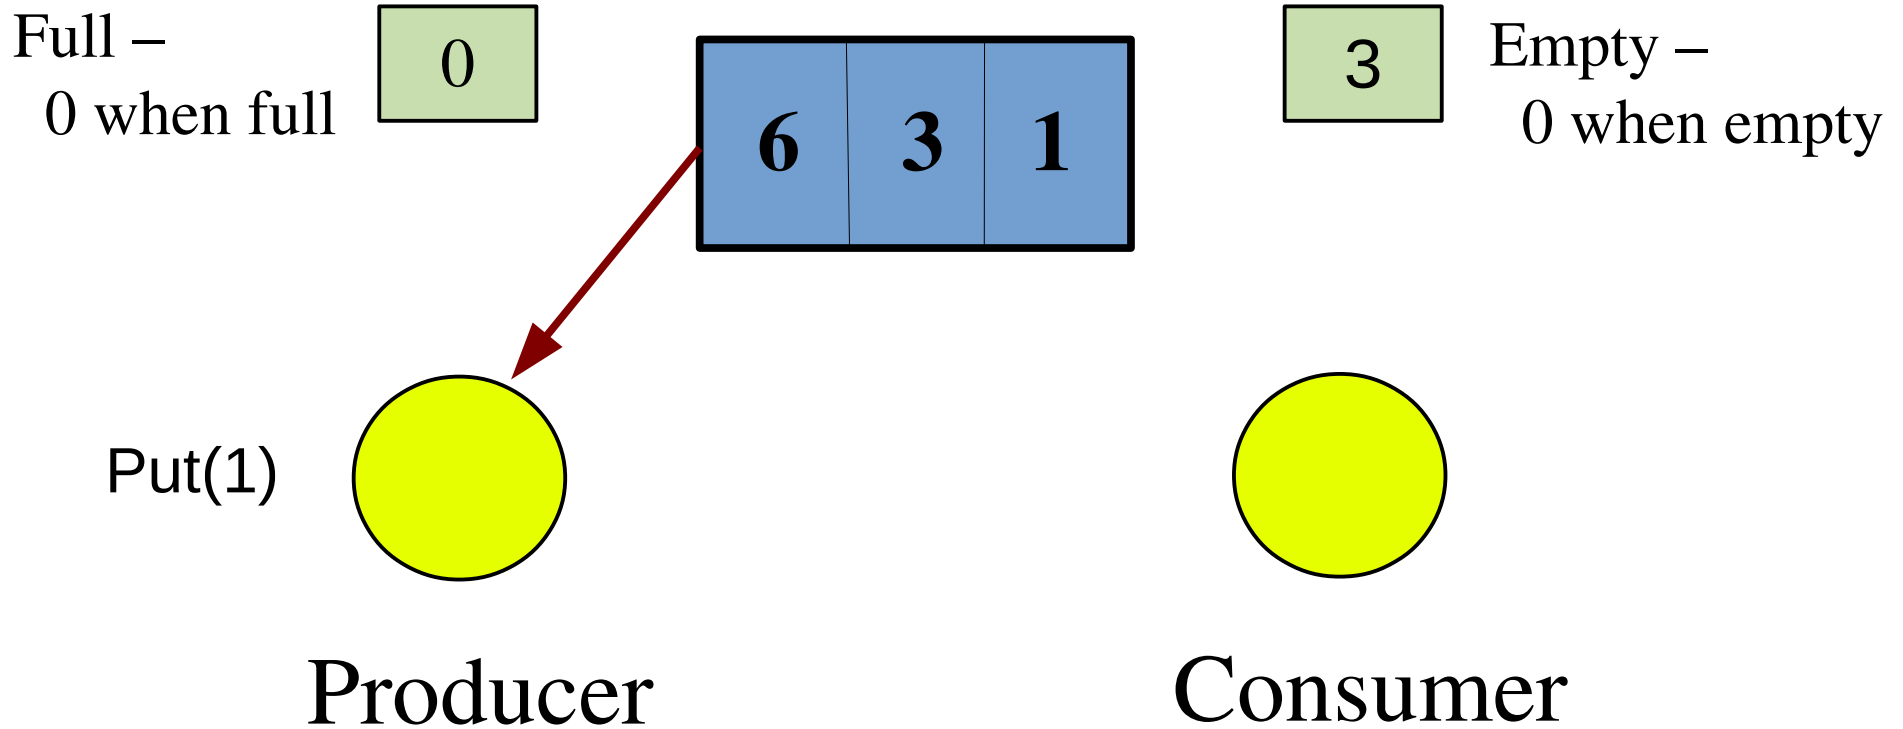 Full –
0 when full
0
6 3 1
3
Empty –
0 when empty
Put(1)
Producer
Consumer